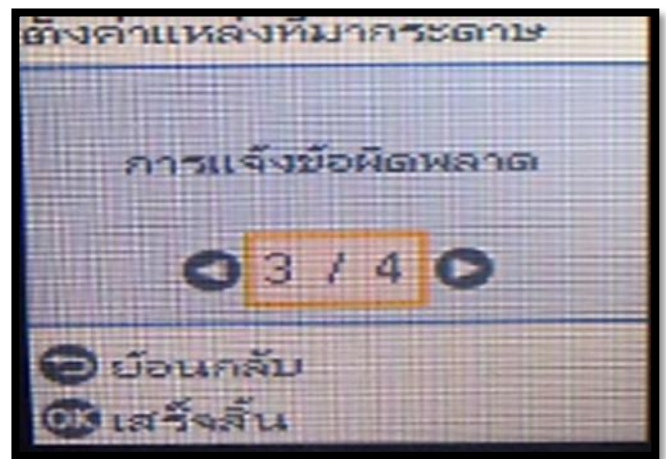 ตั้งค่าแหล่งที่มากระดาษ
การแจ้งข้อผิดพลาด
3 / 4
ย้อนกลับ
OK เสร็จสิ้น